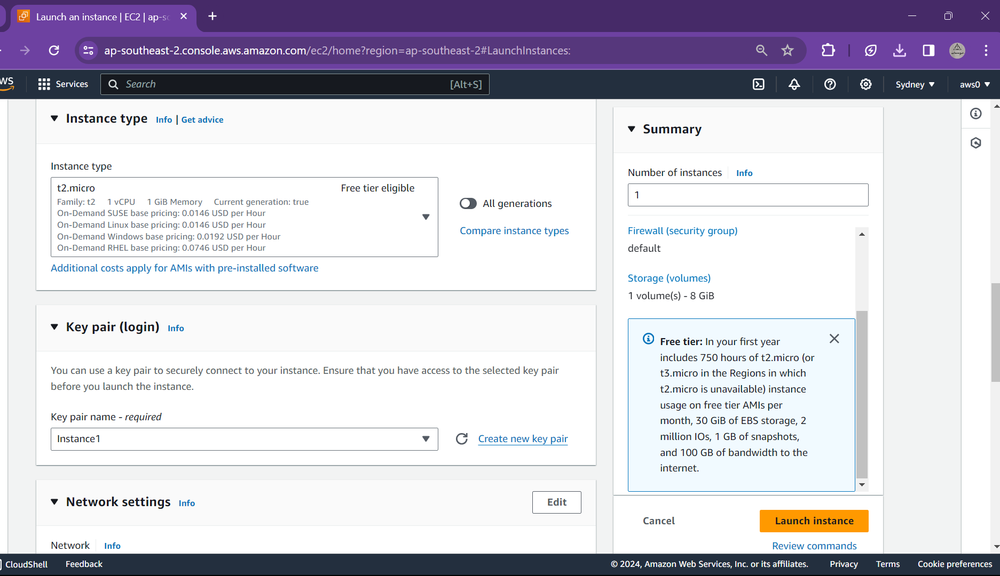 Launch an instance | EC2 | ap-so
ap-southeast-2.console.aws.amazon.com/ec2/home?region=ap-southeast-2#LaunchInstances:
Services
Search
[Alt+S]
Sydney
aws0
Instance type
Info | Get advice
Instance type
t2.micro
Free tier eligible
Family: t2 1 vCPU 1 GiB Memory Current generation: true
On-Demand SUSE base pricing: 0.0146 USD per Hour
On-Demand Linux base pricing: 0.0146 USD per Hour
On-Demand Windows base pricing: 0.0192 USD per Hour
On-Demand RHEL base pricing: 0.0746 USD per Hour
All generations
Compare instance types
Additional costs apply for AMIs with pre-installed software
Key pair (login)
Info
You can use a key pair to securely connect to your instance. Ensure that you have access to the selected key pair
before you launch the instance.
Key pair name - required
Instance1
Create new key pair
Network settings
Info
Edit
Network
Info
Summary
Number of instances
Info
1
Firewall (security group)
default
Storage (volumes)
1 volume(s) - 8 GiB
Free tier: In your first year
includes 750 hours of t2.micro (or
t3.micro in the Regions in which
t2.micro is unavailable) instance
usage on free tier AMIs per
month, 30 GiB of EBS storage, 2
million IOs, 1 GB of snapshots,
and 100 GB of bandwidth to the
internet.
Cancel
Launch instance
Review commands
CloudShell
Feedback
© 2024, Amazon Web Services, Inc. or its affiliates.
Privacy
Terms
Cookie preferences